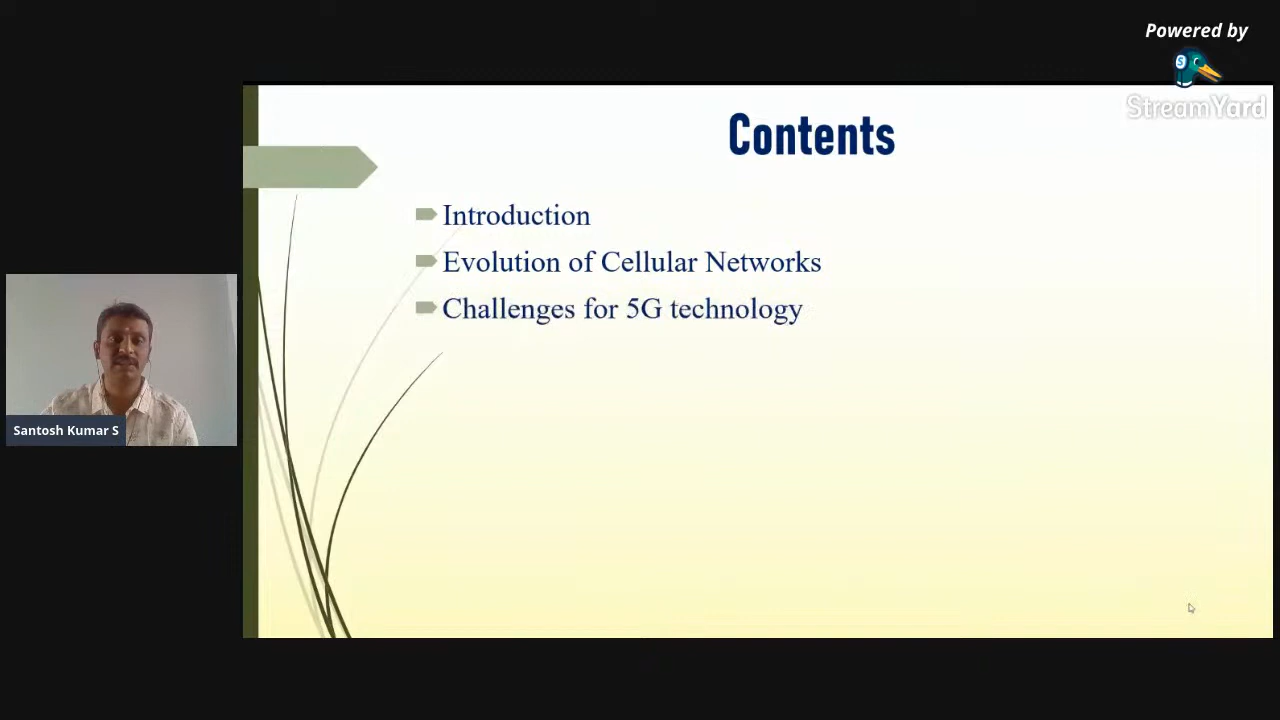 Powered by
S
StreamYard
Contents
Introduction
Evolution of Cellular Networks
Challenges for 5G technology
Santosh Kumar S